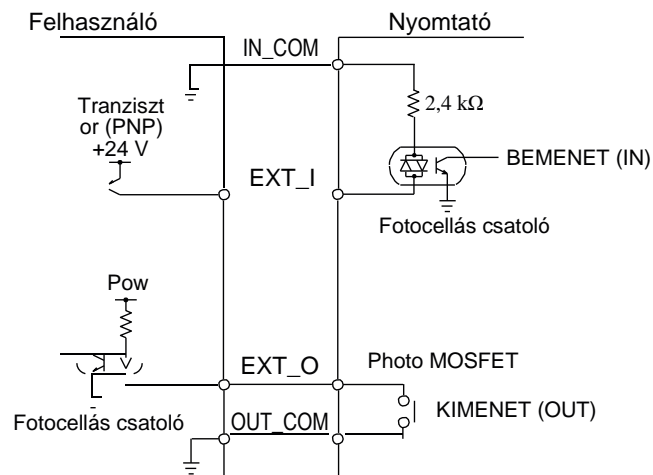 Felhasználó
Nyomtató
IN_COM
Tranziszt
or (PNP)
+24 V
2,4 kΩ
BEMENET (IN)
EXT_I
Fotocellás csatoló
Pow
EXT_O
Photo MOSFET
KIMENET (OUT)
Fotocellás csatoló
OUT_COM